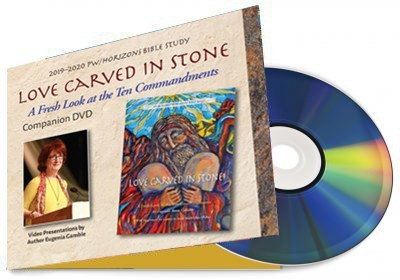 2019–2020 PW/HORIZONS BIBLE STUDY
LOVE CARVED IN STONE
A Fresh Look at the Ten Commandments
Companion DVD
LOVE CARVED IN STONE
Video Presentations by
Author Eugenia Gamble